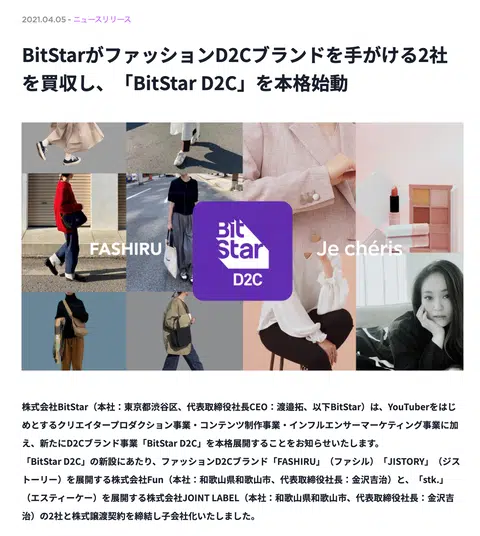 2021.04.05 - ニュースリリース
BitStarがファッションD2Cブランドを手がける2社
を買収し、「BitStar D2C」を本格始動
FASHIRU
Bit
Star
D2C
Je chéris
株式会社BitStar（本社：東京都渋谷区、代表取締役社長CEO：渡邉拓、以下BitStar）は、YouTuberをはじ
めとするクリエイタープロダクション事業・コンテンツ制作事業・インフルエンサーマーケティング事業に加
え、新たにD2Cブランド事業「BitStar D2C」を本格展開することをお知らせいたします。
「BitStar D2C」の新設にあたり、ファッションD2Cブランド「FASHIRU」（ファシル）「JISTORY」（ジス
トーリー）を展開する株式会社Fun（本社：和歌山県和歌山市、代表取締役社長：金沢吉治）と、「stk.」
（エスティーケー）を展開する株式会社JOINT LABEL（本社：和歌山県和歌山市、代表取締役社長：金沢吉
治）の2社と株式譲渡契約を締結し子会社化いたしました。